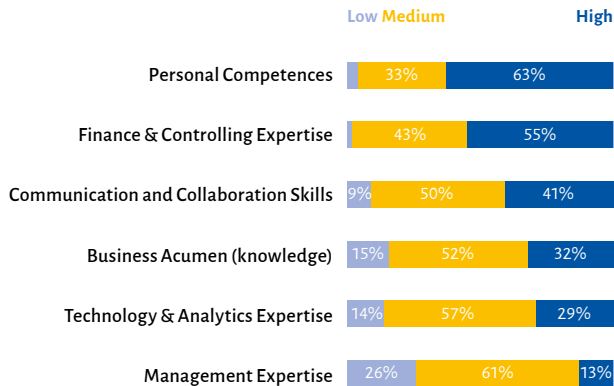 Low Medium High
Personal Competences 33% 63%
Finance & Controlling Expertise 43% 55%
Communication and Collaboration Skills 9% 50% 41%
Business Acumen (knowledge) 15% 52% 32%
Technology & Analytics Expertise 14% 57% 29%
Management Expertise 26% 61% 13%